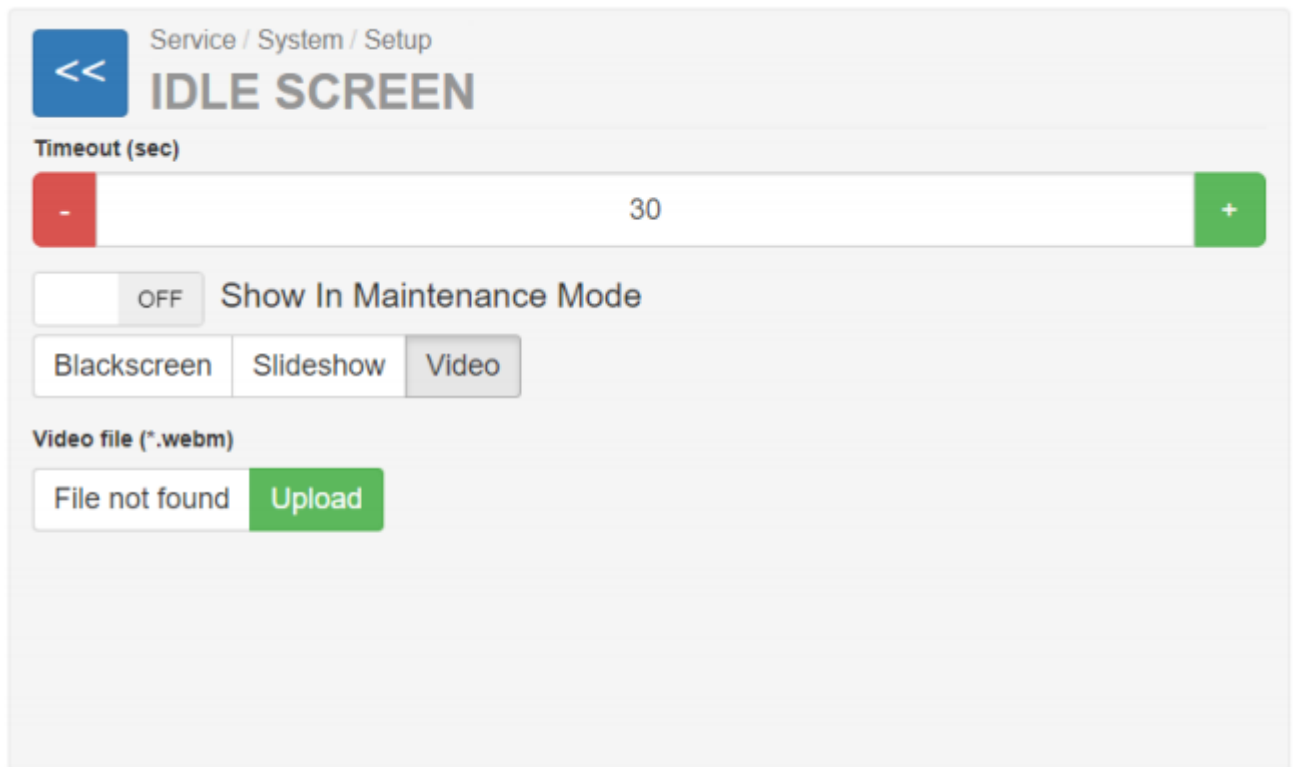 << Service / System / Setup
IDLE SCREEN
Timeout (sec)
- 30 +
OFF Show In Maintenance Mode
Blackscreen Slideshow Video
Video file (*.webm)
File not found Upload